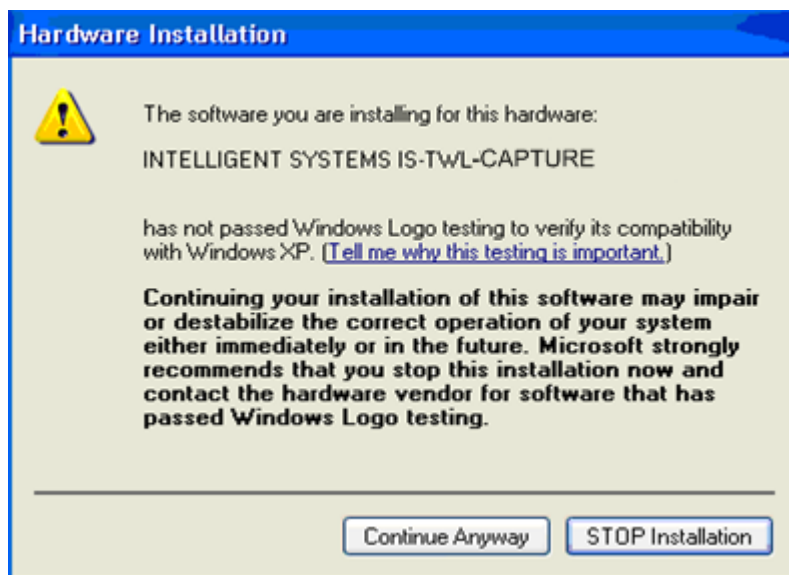 Hardware Installation
The software you are installing for this hardware:
INTELLIGENT SYSTEMS IS-TWL-CAPTURE
has not passed Windows Logo testing to verify its compatibility
with Windows XP. (Tell me why this testing is important.)
Continuing your installation of this software may impair
or destabilize the correct operation of your system
either immediately or in the future. Microsoft strongly
recommends that you stop this installation now and
contact the hardware vendor for software that has
passed Windows Logo testing.
Continue Anyway
STOP Installation